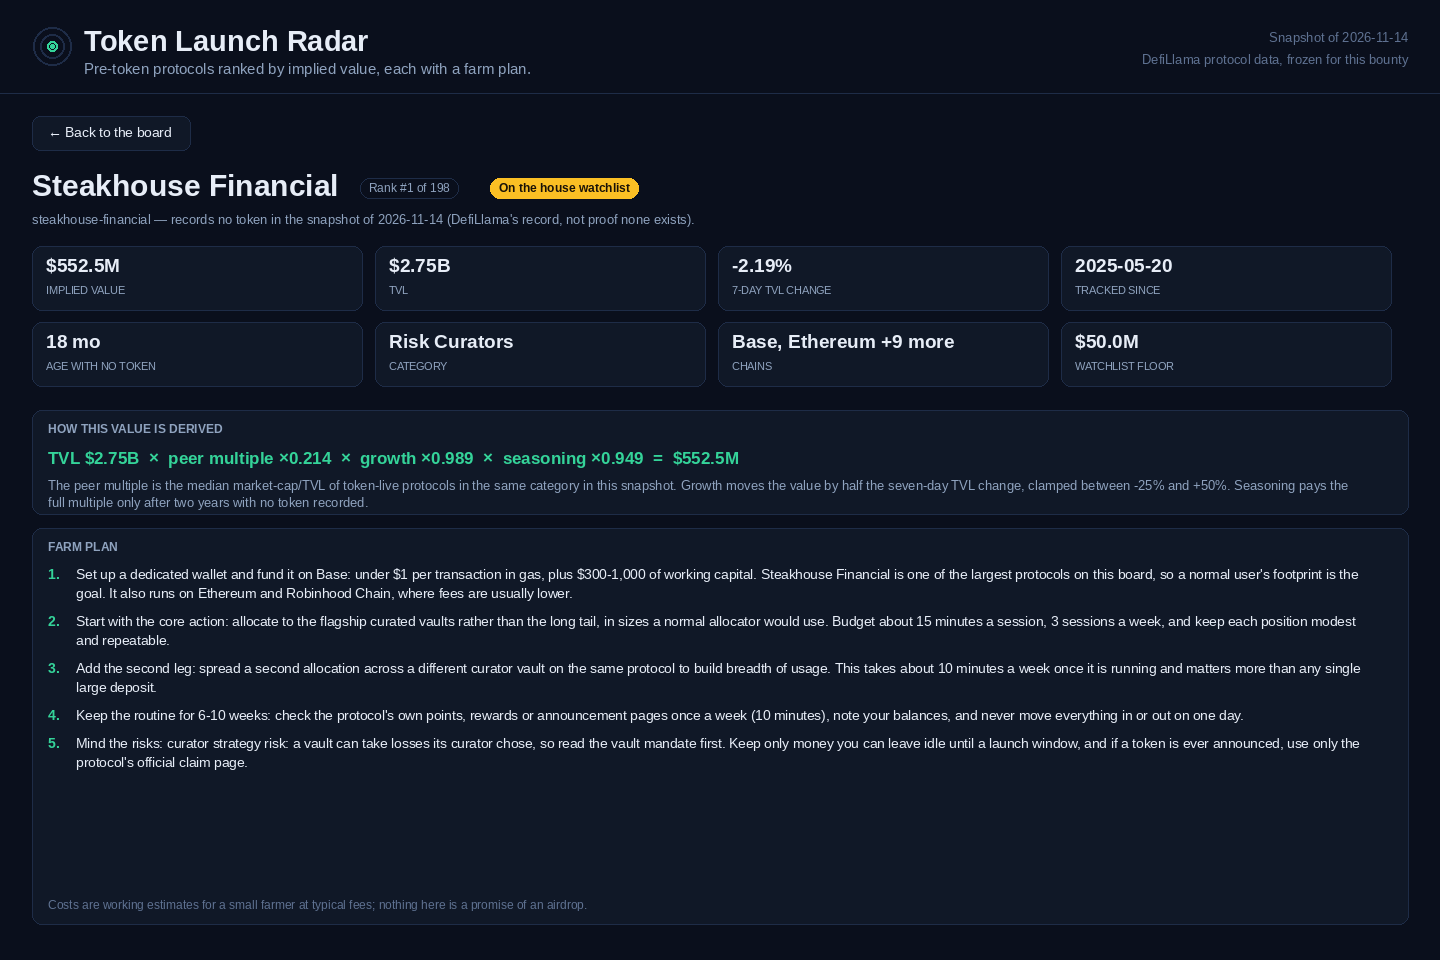 Token Launch Radar
Pre-token protocols ranked by implied value, each with a farm plan.
Snapshot of 2026-11-14
DefiLlama protocol data, frozen for this bounty
← Back to the board
Steakhouse Financial
Rank #1 of 198
On the house watchlist
steakhouse-financial — records no token in the snapshot of 2026-11-14 (DefiLlama's record, not proof none exists).
$552.5M
IMPLIED VALUE
$2.75B
TVL
-2.19%
7-DAY TVL CHANGE
2025-05-20
TRACKED SINCE
18 mo
AGE WITH NO TOKEN
Risk Curators
CATEGORY
Base, Ethereum +9 more
CHAINS
$50.0M
WATCHLIST FLOOR
HOW THIS VALUE IS DERIVED
TVL $2.75B × peer multiple ×0.214 × growth ×0.989 × seasoning ×0.949 = $552.5M
The peer multiple is the median market-cap/TVL of token-live protocols in the same category in this snapshot. Growth moves the value by half the seven-day TVL change, clamped between -25% and +50%. Seasoning pays the
full multiple only after two years with no token recorded.
FARM PLAN
1. Set up a dedicated wallet and fund it on Base: under $1 per transaction in gas, plus $300-1,000 of working capital. Steakhouse Financial is one of the largest protocols on this board, so a normal user's footprint is the
goal. It also runs on Ethereum and Robinhood Chain, where fees are usually lower.
2. Start with the core action: allocate to the flagship curated vaults rather than the long tail, in sizes a normal allocator would use. Budget about 15 minutes a session, 3 sessions a week, and keep each position modest
and repeatable.
3. Add the second leg: spread a second allocation across a different curator vault on the same protocol to build breadth of usage. This takes about 10 minutes a week once it is running and matters more than any single
large deposit.
4. Keep the routine for 6-10 weeks: check the protocol's own points, rewards or announcement pages once a week (10 minutes), note your balances, and never move everything in or out on one day.
5. Mind the risks: curator strategy risk: a vault can take losses its curator chose, so read the vault mandate first. Keep only money you can leave idle until a launch window, and if a token is ever announced, use only the
protocol's official claim page.
Costs are working estimates for a small farmer at typical fees; nothing here is a promise of an airdrop.